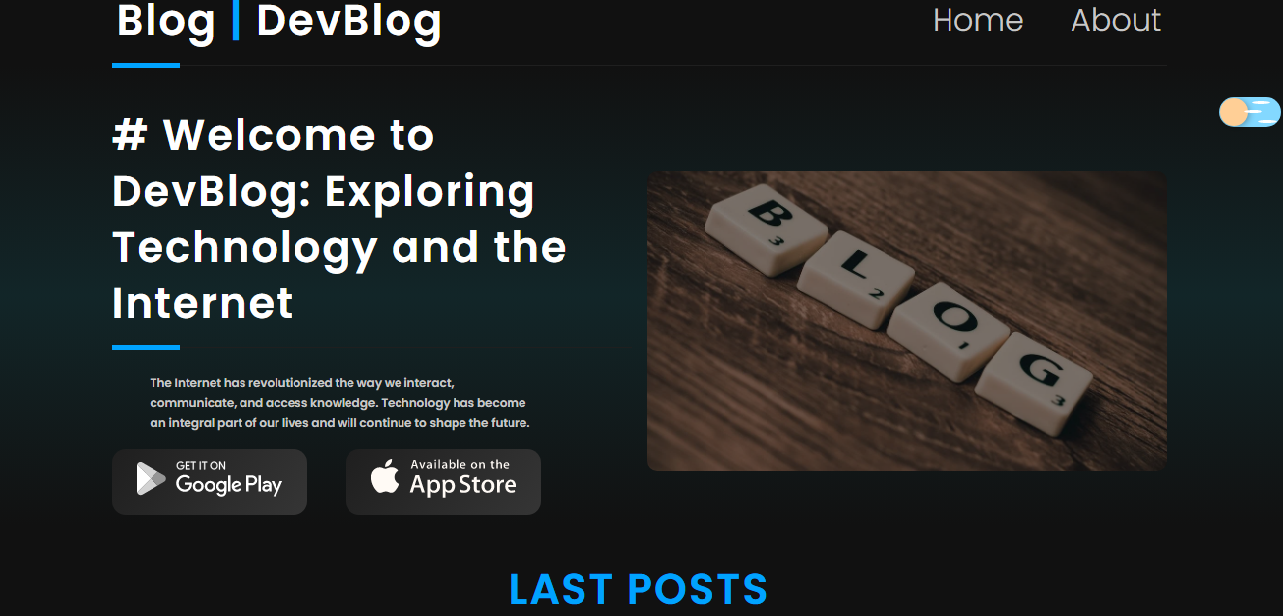 Blog | DevBlog
Home About
# Welcome to
DevBlog: Exploring
Technology and the
Internet
B 3
L 2
O 1
G 3
The Internet has revolutionized the way we interact,
communicate, and access knowledge. Technology has become
an integral part of our lives and will continue to shape the future.
GET IT ON
Google Play
Available on the
App Store
LAST POSTS